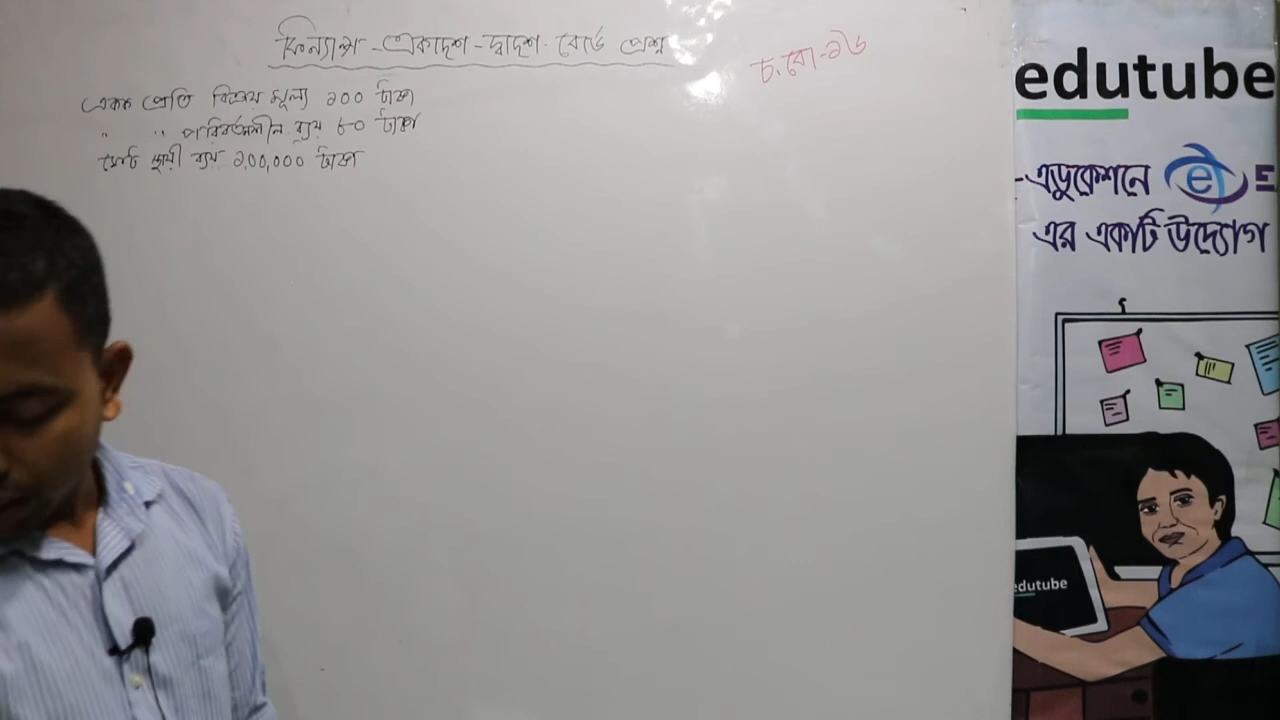 ফিন্যান্স - একাদশ - দ্বাদশ - বোর্ড প্রশ্ন
চ. বো - ১৬
একক প্রতি বিক্রয় মূল্য ১০০ টাকা
" " পরিবর্তনশীল ব্যয় ৮০ টাকা
মোট স্থায়ী ব্যয় ২,০০,০০০ টাকা
edutube
-এডুকেশনে e E
এর একটি উদ্যোগ
edutube